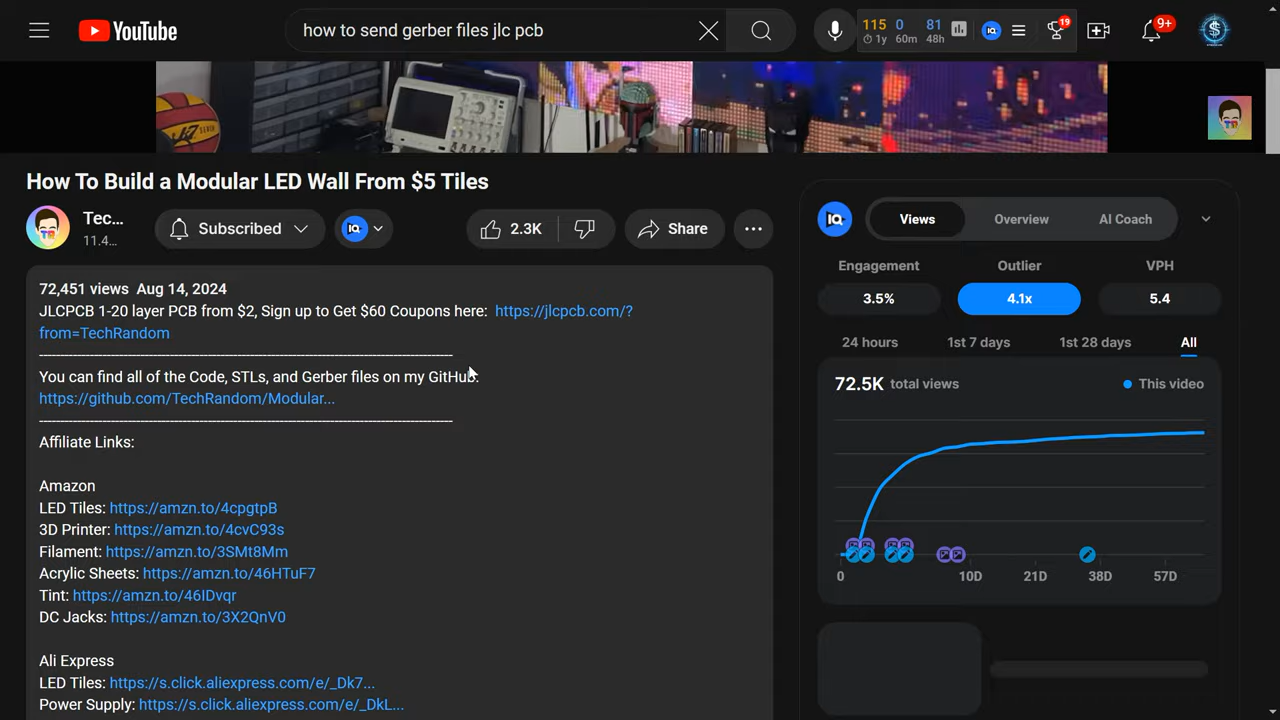 YouTube
how to send gerber files jlc pcb
115 0 81
1y 60m 48h
IQ
19
9+
How To Build a Modular LED Wall From $5 Tiles
Tec...
11.4...
Subscribed
IQ
2.3K
Share
72,451 views Aug 14, 2024
JLCPCB 1-20 layer PCB from $2, Sign up to Get $60 Coupons here: https://jlcpcb.com/?
from=TechRandom
You can find all of the Code, STLs, and Gerber files on my GitHub:
https://github.com/TechRandom/Modular...
Affiliate Links:
Amazon
LED Tiles: https://amzn.to/4cpgtpB
3D Printer: https://amzn.to/4cvC93s
Filament: https://amzn.to/3SMt8Mm
Acrylic Sheets: https://amzn.to/46HTuF7
Tint: https://amzn.to/46IDvqr
DC Jacks: https://amzn.to/3X2QnV0
Ali Express
LED Tiles: https://s.click.aliexpress.com/e/_Dk7...
Power Supply: https://s.click.aliexpress.com/e/_DkL...
IQ
Views Overview AI Coach
Engagement Outlier VPH
3.5% 4.1x 5.4
24 hours 1st 7 days 1st 28 days All
72.5K total views This video
0 10D 21D 38D 57D